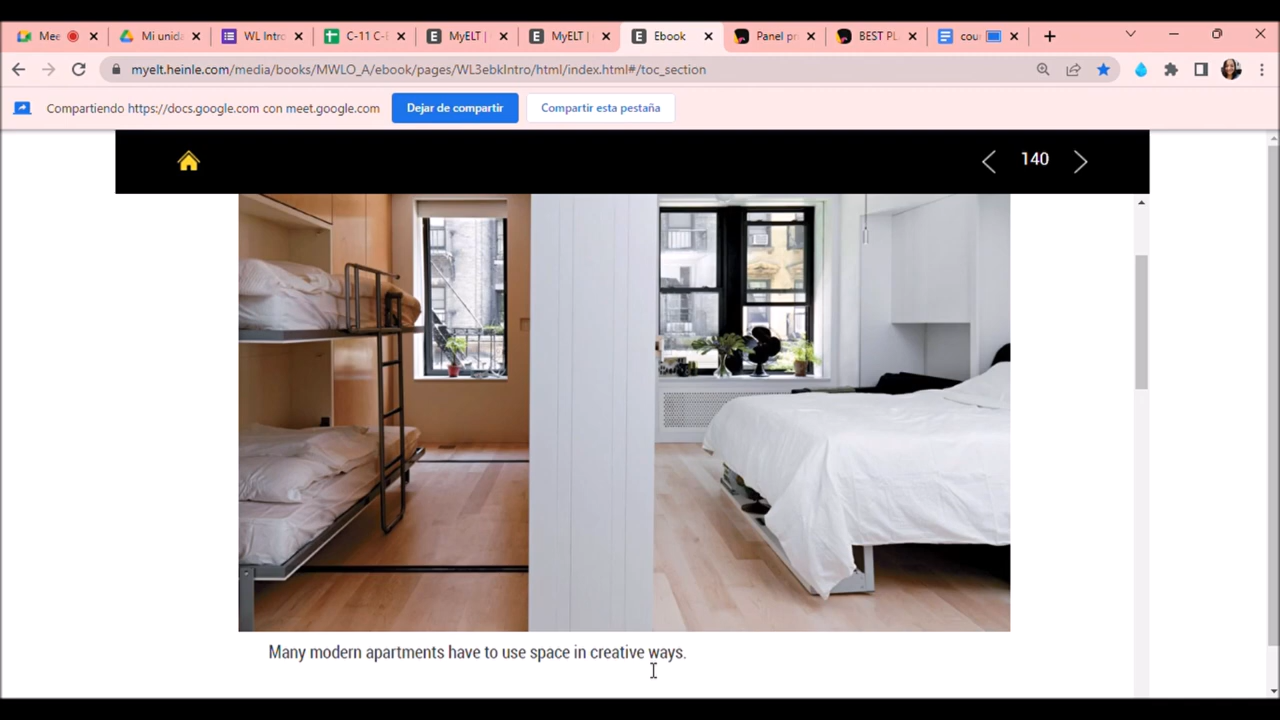 Mee
Mi unida
WL Intro
C-11 C-E
MyELT |
MyELT |
Ebook
Panel pr
BEST PL
cour
myelt.heinle.com/media/books/MWLO_A/ebook/pages/WL3ebkIntro/html/index.html#/toc_section
Compartiendo https://docs.google.com con meet.google.com
Dejar de compartir
Compartir esta pestaña
140
Many modern apartments have to use space in creative ways.